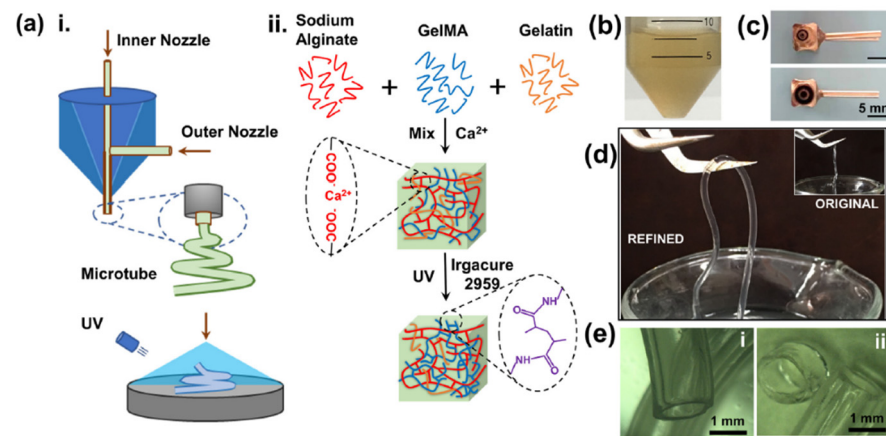 (a) i.
Inner Nozzle
Outer Nozzle
Microtube
UV
ii. Sodium
Alginate
GelMA
Gelatin
+
+
Mix
Ca²⁺
COO⁻
Ca²⁺
⁻OOC
UV
Irgacure
2959
NH
O
O
NH
(b)
10
5
(c)
5 mm
(d)
REFINED
ORIGINAL
(e)
i
1 mm
ii
1 mm